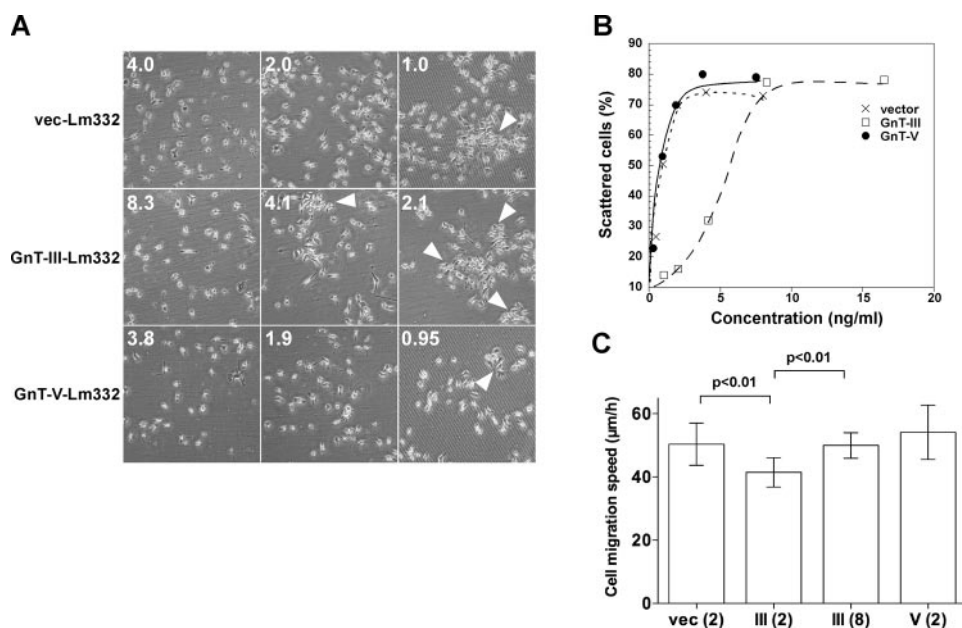 A
4.0 2.0 1.0
vec-Lm332
8.3 4.1 2.1
GnT-III-Lm332
3.8 1.9 0.95
GnT-V-Lm332
B
90
80
70
60
50
40
30
20
10
Scattered cells (%)
vector
GnT-III
GnT-V
0 5 10 15 20
Concentration (ng/ml)
C
p<0.01
p<0.01
60
40
20
0
Cell migration speed (μm/h)
vec (2) III (2) III (8) V (2)